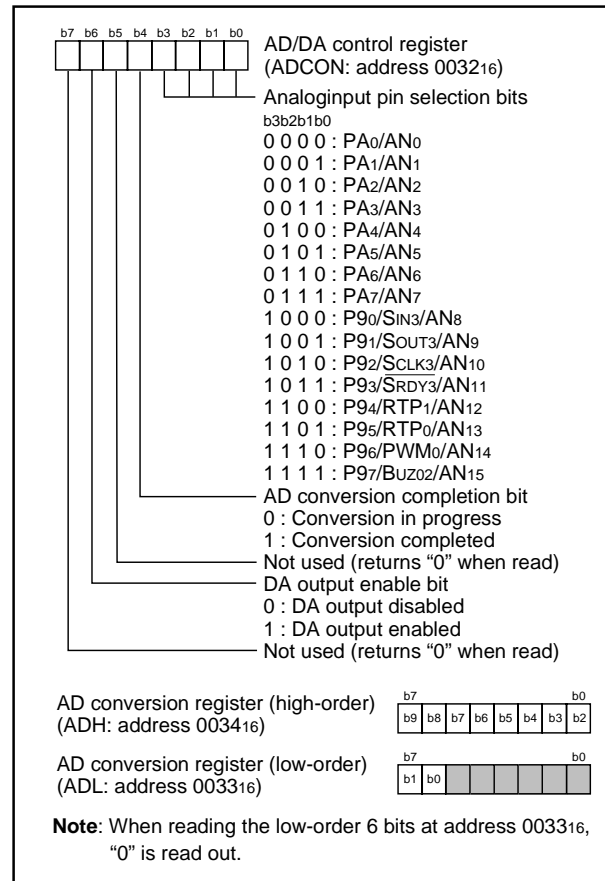 b7 b6 b5 b4 b3 b2 b1 b0
AD/DA control register
(ADCON: address 003216)
Analoginput pin selection bits
b3b2b1b0
0 0 0 0 : PA0/AN0
0 0 0 1 : PA1/AN1
0 0 1 0 : PA2/AN2
0 0 1 1 : PA3/AN3
0 1 0 0 : PA4/AN4
0 1 0 1 : PA5/AN5
0 1 1 0 : PA6/AN6
0 1 1 1 : PA7/AN7
1 0 0 0 : P90/SIN3/AN8
1 0 0 1 : P91/SOUT3/AN9
1 0 1 0 : P92/SCLK3/AN10
1 0 1 1 : P93/SRDY3/AN11
1 1 0 0 : P94/RTP1/AN12
1 1 0 1 : P95/RTP0/AN13
1 1 1 0 : P96/PWM0/AN14
1 1 1 1 : P97/BUZ02/AN15
AD conversion completion bit
0 : Conversion in progress
1 : Conversion completed
Not used (returns “0” when read)
DA output enable bit
0 : DA output disabled
1 : DA output enabled
Not used (returns “0” when read)
AD conversion register (high-order)
(ADH: address 003416)
b7 b0
b9 b8 b7 b6 b5 b4 b3 b2
AD conversion register (low-order)
(ADL: address 003316)
b7 b0
b1 b0
Note: When reading the low-order 6 bits at address 003316,
“0” is read out.